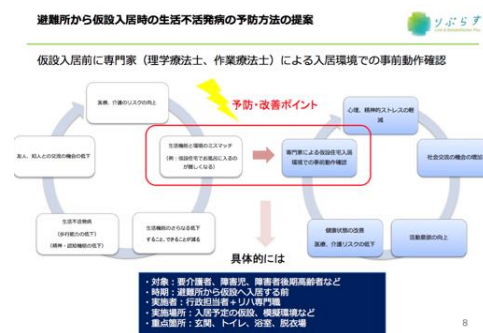 避難所から仮設入居時の生活不活発病の予防方法の提案
りぷらす
仮設入居前に専門家（理学療法士、作業療法士）による入居環境での事前動作確認
予防・改善ポイント
医療、介護のリスクの向上
友人、知人との交流の機会の低下
生活不活発病
（歩行能力の低下）
（精神・認知機能の低下）
生活機能のさらなる低下
すること、できることが減る
生活機能と環境のミスマッチ
（例：仮設住宅でお風呂に入るの
が難しくなる）
専門家による仮設住宅入居
環境での事前動作確認
心理、精神的ストレスの軽
減
社会交流の機会の増加
活動意欲の向上
健康状態の改善
医療、介護リスクの低下
具体的には
・対象：要介護者、障害児、障害者後期高齢者など
・時期：避難所から仮設へ入居する前
・実施者：行政担当者＋リハ専門職
・実施場所：入居予定の仮設、模擬環境など
・重点箇所：玄関、トイレ、浴室、脱衣場
8